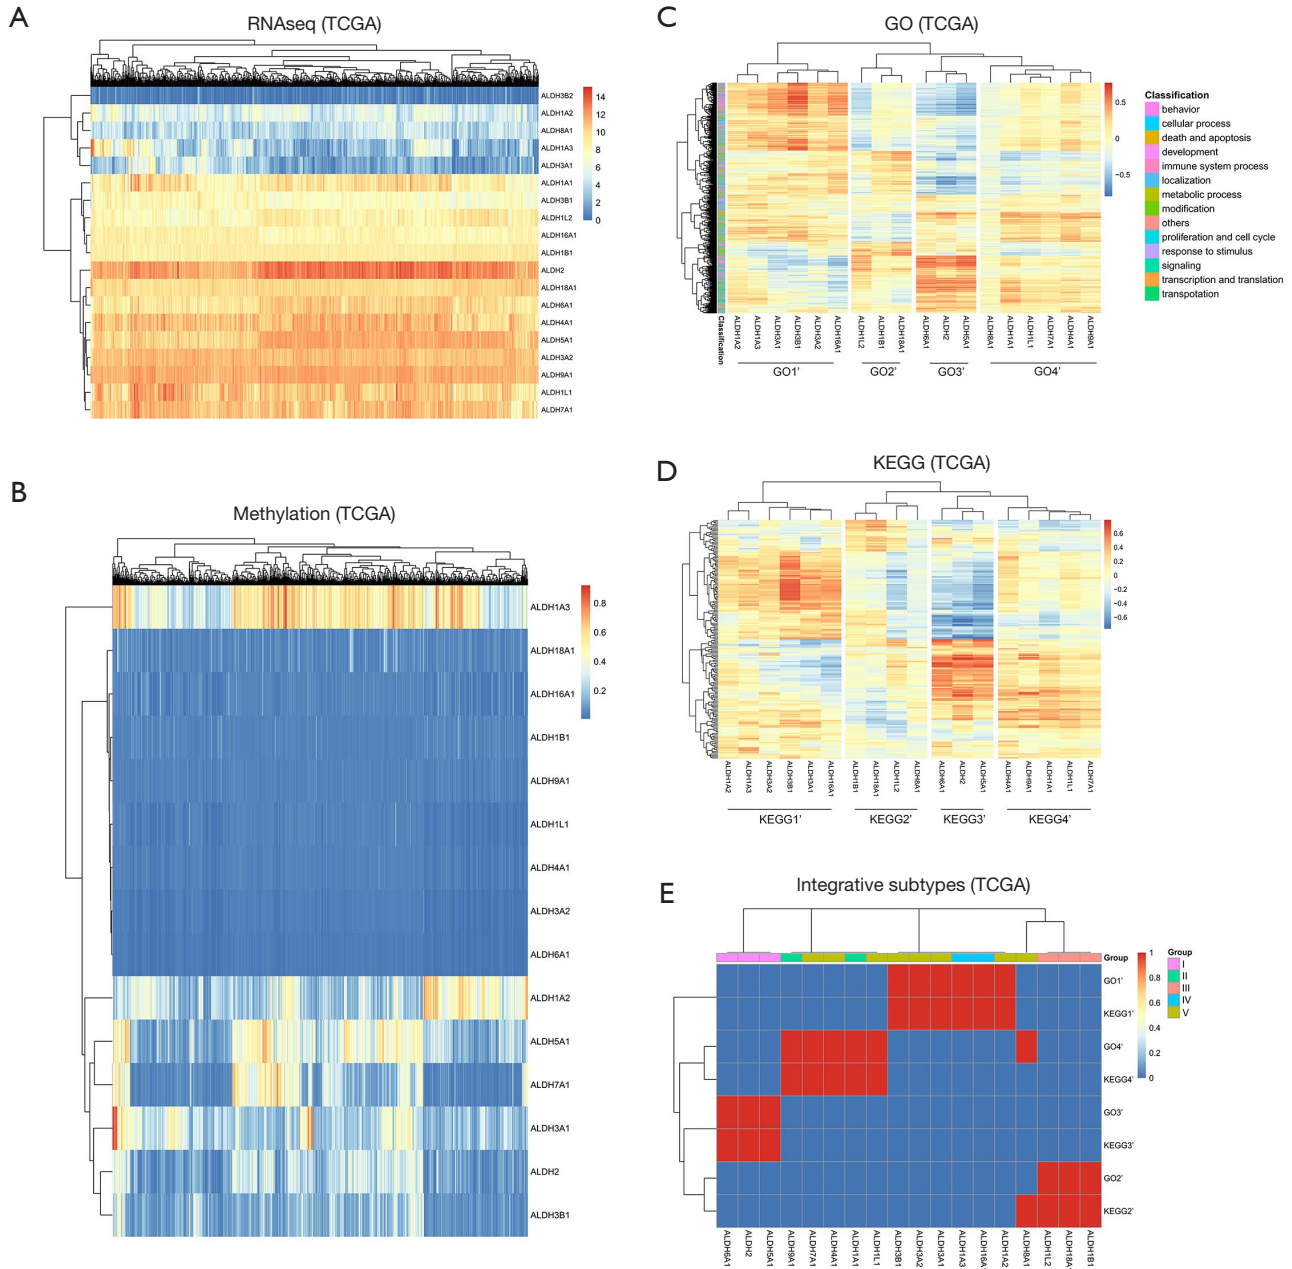 A
RNAseq (TCGA)
ALDH3B2
ALDH1A2
ALDH8A1
ALDH1A3
ALDH3A1
ALDH1A1
ALDH3B1
ALDH1L2
ALDH16A1
ALDH1B1
ALDH2
ALDH18A1
ALDH6A1
ALDH4A1
ALDH5A1
ALDH3A2
ALDH9A1
ALDH1L1
ALDH7A1
14
12
10
8
6
4
2
0
B
Methylation (TCGA)
ALDH1A3
ALDH18A1
ALDH16A1
ALDH1B1
ALDH9A1
ALDH1L1
ALDH4A1
ALDH3A2
ALDH6A1
ALDH1A2
ALDH5A1
ALDH7A1
ALDH3A1
ALDH2
ALDH3B1
0.8
0.6
0.4
0.2
C
GO (TCGA)
0.5
0
−0.5
Classification
behavior
cellular process
death and apoptosis
development
immune system process
localization
metabolic process
modification
others
proliferation and cell cycle
response to stimulus
signaling
transcription and translation
transpotation
Classification
ALDH1A2
ALDH1A3
ALDH3A1
ALDH3B1
ALDH3A2
ALDH16A1
ALDH1L2
ALDH1B1
ALDH18A1
ALDH6A1
ALDH2
ALDH5A1
ALDH8A1
ALDH1A1
ALDH1L1
ALDH7A1
ALDH4A1
ALDH9A1
GO1'
GO2'
GO3'
GO4'
D
KEGG (TCGA)
0.6
0.4
0.2
0
−0.2
−0.4
−0.6
ALDH1A2
ALDH1A3
ALDH3A2
ALDH3B1
ALDH3A1
ALDH16A1
ALDH1B1
ALDH18A1
ALDH1L2
ALDH8A1
ALDH6A1
ALDH2
ALDH5A1
ALDH4A1
ALDH9A1
ALDH1A1
ALDH1L1
ALDH7A1
KEGG1'
KEGG2'
KEGG3'
KEGG4'
E
Integrative subtypes (TCGA)
Group
GO1'
KEGG1'
GO4'
KEGG4'
GO3'
KEGG3'
GO2'
KEGG2'
1
0.8
0.6
0.4
0.2
0
Group
I
II
III
IV
V
ALDH6A1
ALDH2
ALDH5A1
ALDH9A1
ALDH7A1
ALDH4A1
ALDH1A1
ALDH1L1
ALDH3B1
ALDH3A2
ALDH3A1
ALDH1A3
ALDH16A1
ALDH1A2
ALDH8A1
ALDH1L2
ALDH18A1
ALDH1B1